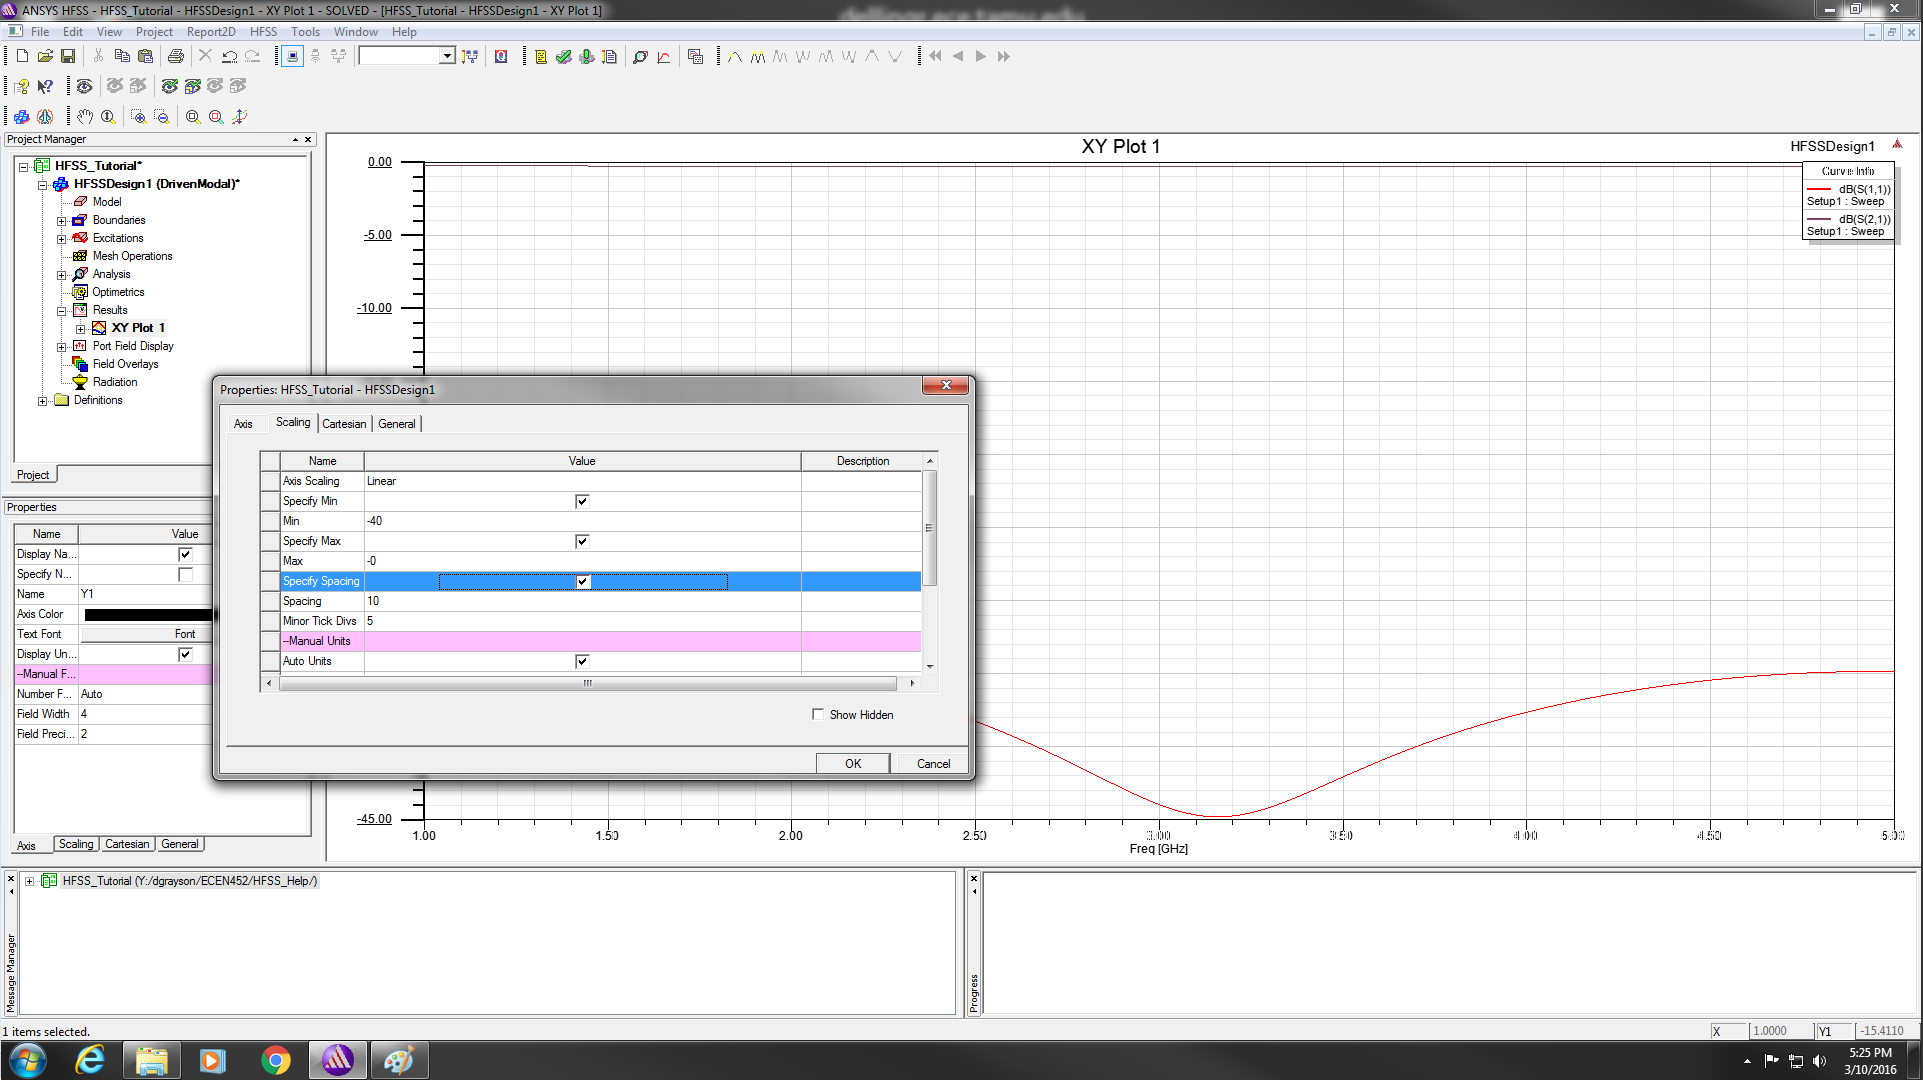 ANSYS HFSS - HFSS_Tutorial - HFSSDesign1 - XY Plot 1 - SOLVED - [HFSS_Tutorial - HFSSDesign1 - XY Plot 1]
File Edit View Project Report2D HFSS Tools Window Help
Project Manager
HFSS_Tutorial*
HFSSDesign1 (DrivenModal)*
Model
Boundaries
Excitations
Mesh Operations
Analysis
Optimetrics
Results
XY Plot 1
Port Field Display
Field Overlays
Radiation
Definitions
Project
Properties
Name Value
Display Na...
Specify N...
Name Y1
Axis Color
Text Font Font
Display Un...
--Manual F...
Number F... Auto
Field Width 4
Field Preci... 2
Axis Scaling Cartesian General
XY Plot 1
HFSSDesign1
Curve Info
dB(S(1,1))
Setup1 : Sweep
dB(S(2,1))
Setup1 : Sweep
0.00
-5.00
-10.00
-45.00
1.00 1.50 2.00 2.50 3.00 3.50 4.00 4.50 5.00
Freq [GHz]
Properties: HFSS_Tutorial - HFSSDesign1
Axis Scaling Cartesian General
Name Value Description
Axis Scaling Linear
Specify Min
Min -40
Specify Max
Max -0
Specify Spacing
Spacing 10
Minor Tick Divs 5
--Manual Units
Auto Units
Show Hidden
OK Cancel
HFSS_Tutorial (Y:/dgrayson/ECEN452/HFSS_Help/)
Message Manager
Progress
1 items selected.
X 1.0000 Y1 -15.4110
5:25 PM
3/10/2016